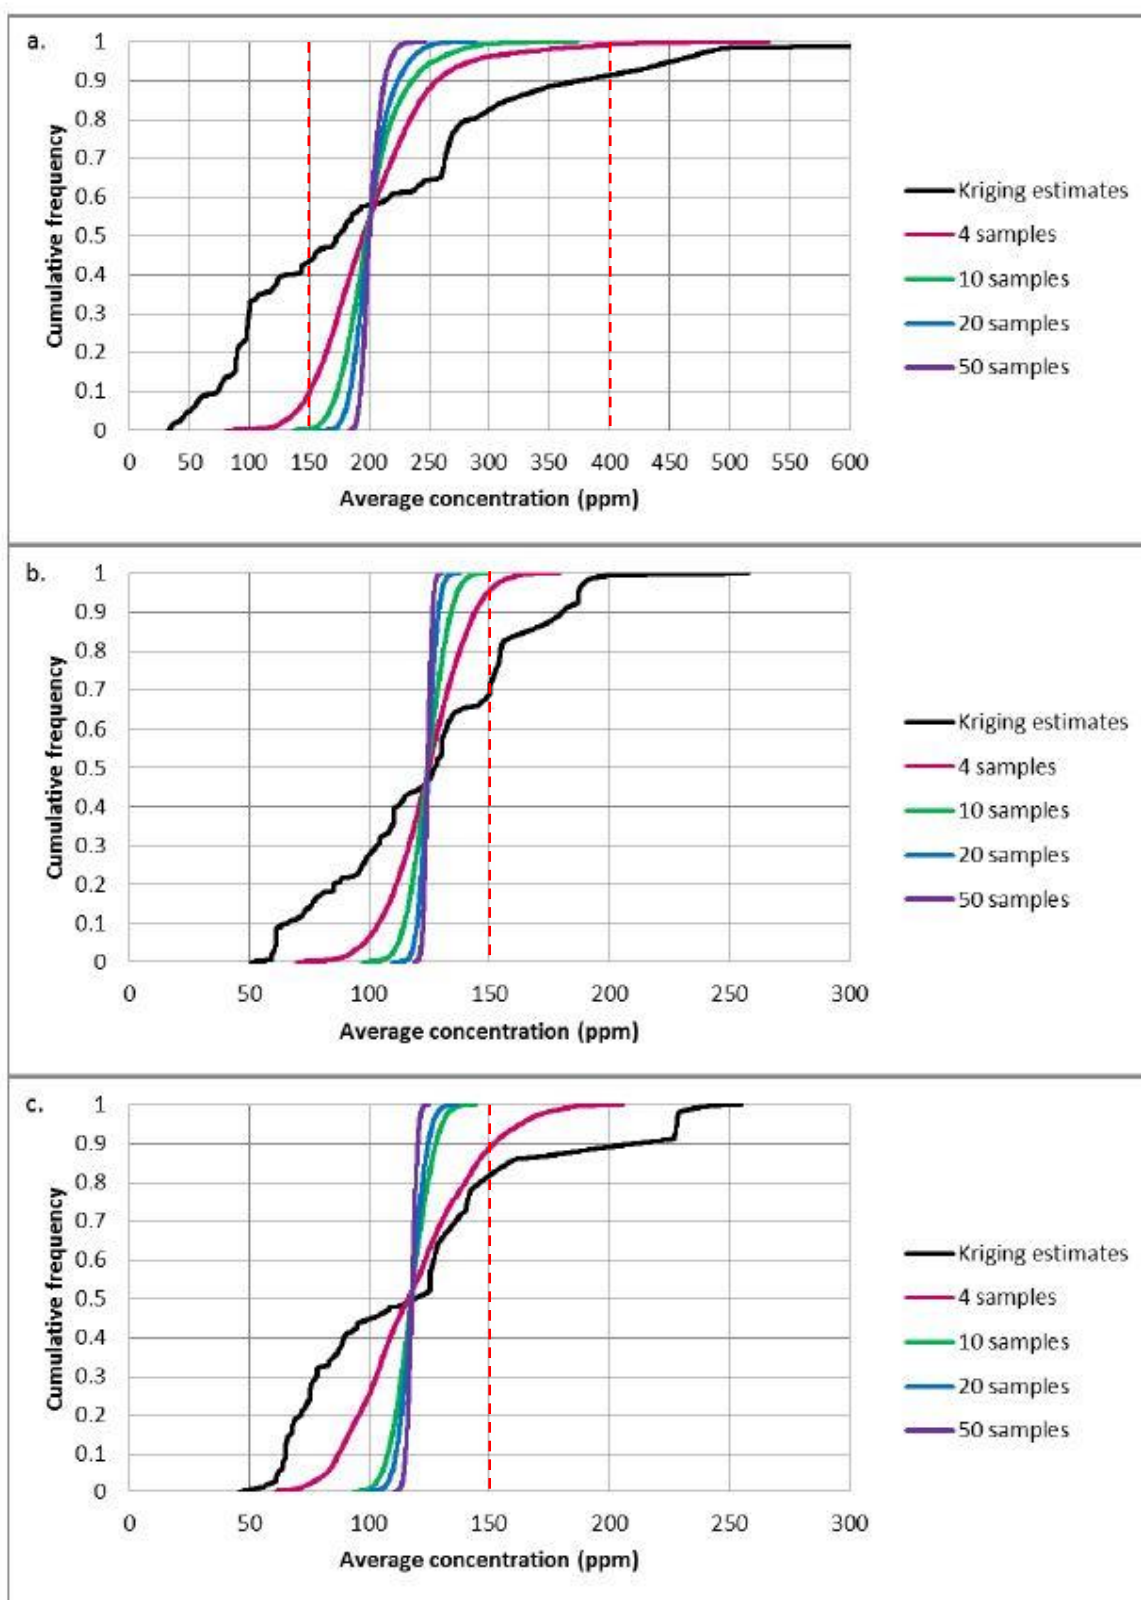 a.
Cumulative frequency
1
0.9
0.8
0.7
0.6
0.5
0.4
0.3
0.2
0.1
0
0 50 100 150 200 250 300 350 400 450 500 550 600
Average concentration (ppm)
Kriging estimates
4 samples
10 samples
20 samples
50 samples
b.
Cumulative frequency
1
0.9
0.8
0.7
0.6
0.5
0.4
0.3
0.2
0.1
0
0 50 100 150 200 250 300
Average concentration (ppm)
Kriging estimates
4 samples
10 samples
20 samples
50 samples
c.
Cumulative frequency
1
0.9
0.8
0.7
0.6
0.5
0.4
0.3
0.2
0.1
0
0 50 100 150 200 250 300
Average concentration (ppm)
Kriging estimates
4 samples
10 samples
20 samples
50 samples